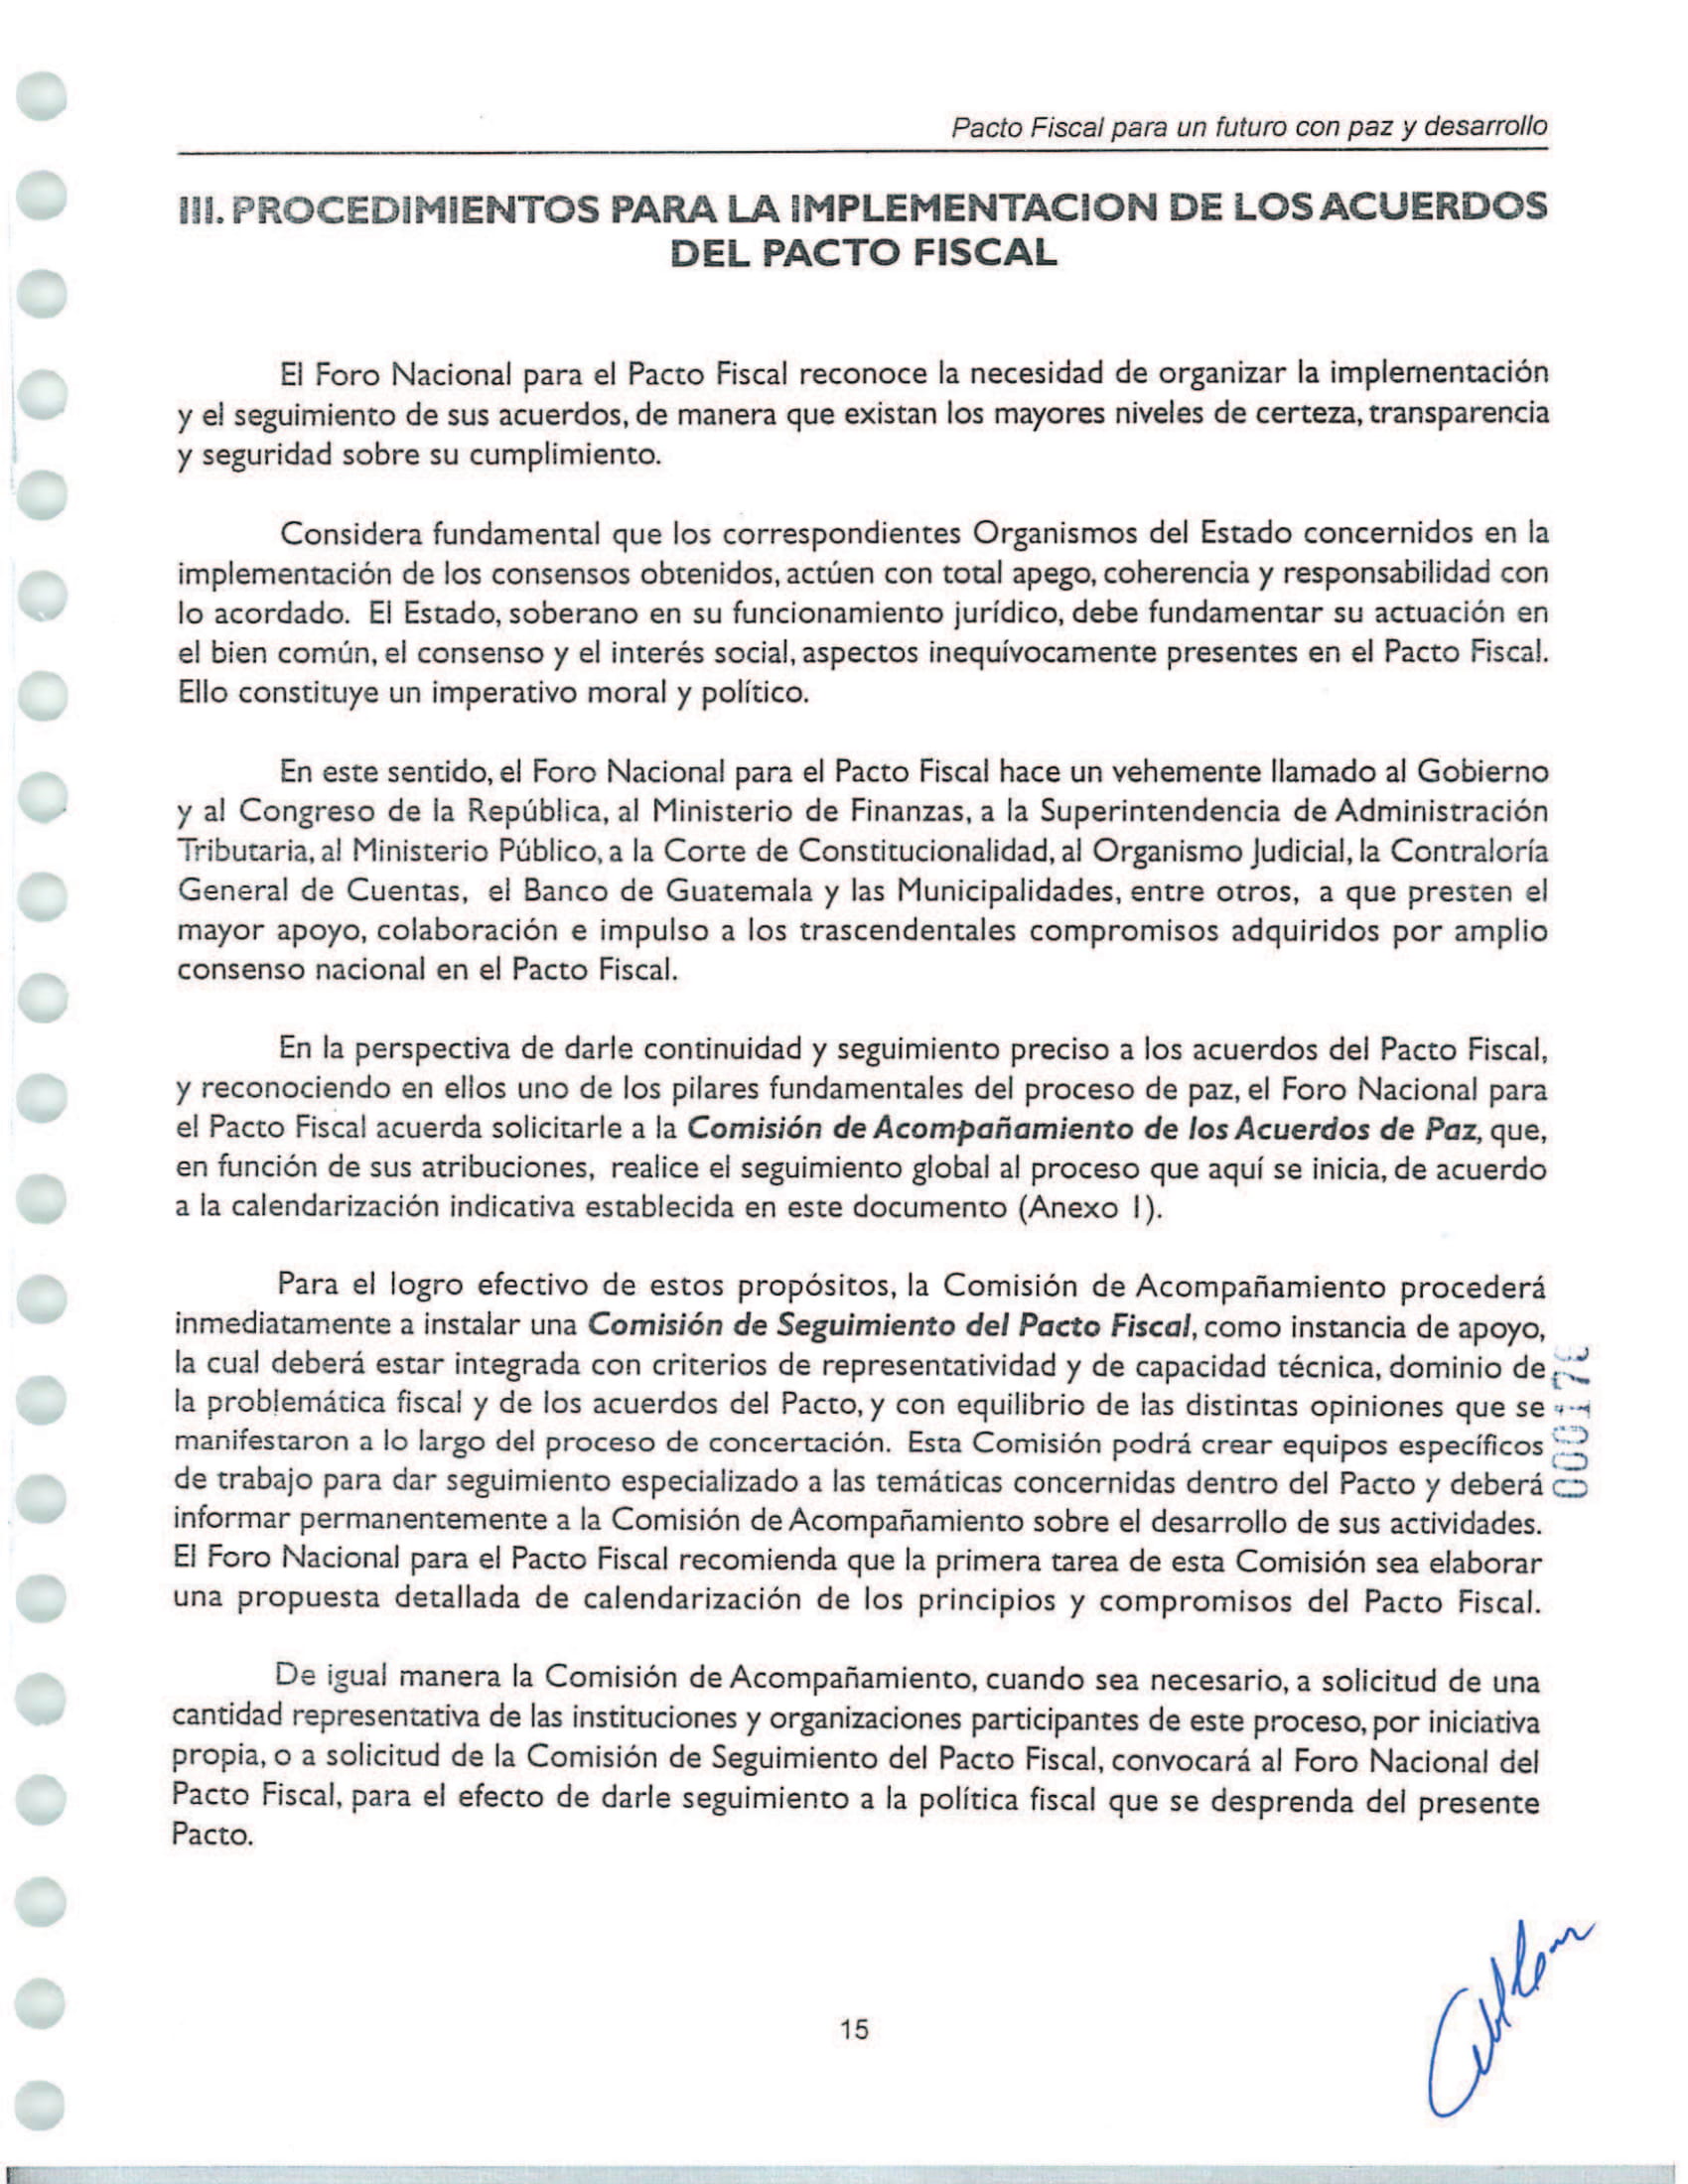 Pacto Fiscal para un futuro con paz y desarrollo
III. PROCEDIMIENTOS PARA LA IMPLEMENTACION DE LOS ACUERDOS
DEL PACTO FISCAL
El Foro Nacional para el Pacto Fiscal reconoce la necesidad de organizar la implementación
y el seguimiento de sus acuerdos, de manera que existan los mayores niveles de certeza, transparencia
y seguridad sobre su cumplimiento.
Considera fundamental que los correspondientes Organismos del Estado concernidos en la
implementación de los consensos obtenidos, actúen con total apego, coherencia y responsabilidad con
lo acordado. El Estado, soberano en su funcionamiento jurídico, debe fundamentar su actuación en
el bien común, el consenso y el interés social, aspectos inequívocamente presentes en el Pacto Fiscal.
Ello constituye un imperativo moral y político.
En este sentido, el Foro Nacional para el Pacto Fiscal hace un vehemente llamado al Gobierno
y al Congreso de la República, al Ministerio de Finanzas, a la Superintendencia de Administración
Tributaria, al Ministerio Público, a la Corte de Constitucionalidad, al Organismo Judicial, la Contraloría
General de Cuentas, el Banco de Guatemala y las Municipalidades, entre otros, a que presten el
mayor apoyo, colaboración e impulso a los trascendentales compromisos adquiridos por amplio
consenso nacional en el Pacto Fiscal.
En la perspectiva de darle continuidad y seguimiento preciso a los acuerdos del Pacto Fiscal,
y reconociendo en ellos uno de los pilares fundamentales del proceso de paz, el Foro Nacional para
el Pacto Fiscal acuerda solicitarle a la Comisión de Acompañamiento de los Acuerdos de Paz, que,
en función de sus atribuciones, realice el seguimiento global al proceso que aquí se inicia, de acuerdo
a la calendarización indicativa establecida en este documento (Anexo 1).
Para el logro efectivo de estos propósitos, la Comisión de Acompañamiento procederá
inmediatamente a instalar una Comisión de Seguimiento del Pacto Fiscal, como instancia de apoyo,
la cual deberá estar integrada con criterios de representatividad y de capacidad técnica, dominio de
la problemática fiscal y de los acuerdos del Pacto, y con equilibrio de las distintas opiniones que se
manifestaron a lo largo del proceso de concertación. Esta Comisión podrá crear equipos específicos
de trabajo para dar seguimiento especializado a las temáticas concernidas dentro del Pacto y deberá
informar permanentemente a la Comisión de Acompañamiento sobre el desarrollo de sus actividades.
El Foro Nacional para el Pacto Fiscal recomienda que la primera tarea de esta Comisión sea elaborar
una propuesta detallada de calendarización de los principios y compromisos del Pacto Fiscal.
De igual manera la Comisión de Acompañamiento, cuando sea necesario, a solicitud de una
cantidad representativa de las instituciones y organizaciones participantes de este proceso, por iniciativa
propia, o a solicitud de la Comisión de Seguimiento del Pacto Fiscal, convocará al Foro Nacional del
Pacto Fiscal, para el efecto de darle seguimiento a la política fiscal que se desprenda del presente
Pacto.
15